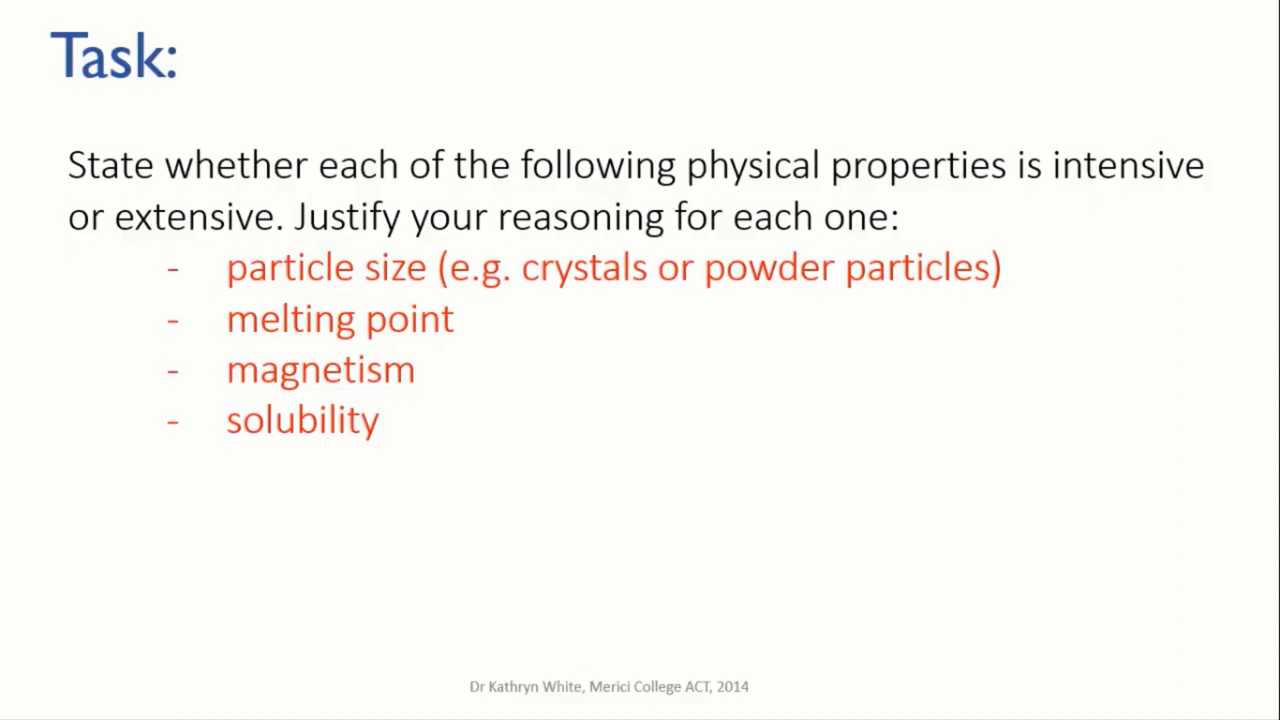 Task:
State whether each of the following physical properties is intensive
or extensive. Justify your reasoning for each one:
- particle size (e.g. crystals or powder particles)
- melting point
- magnetism
- solubility
Dr Kathryn White, Merici College ACT, 2014